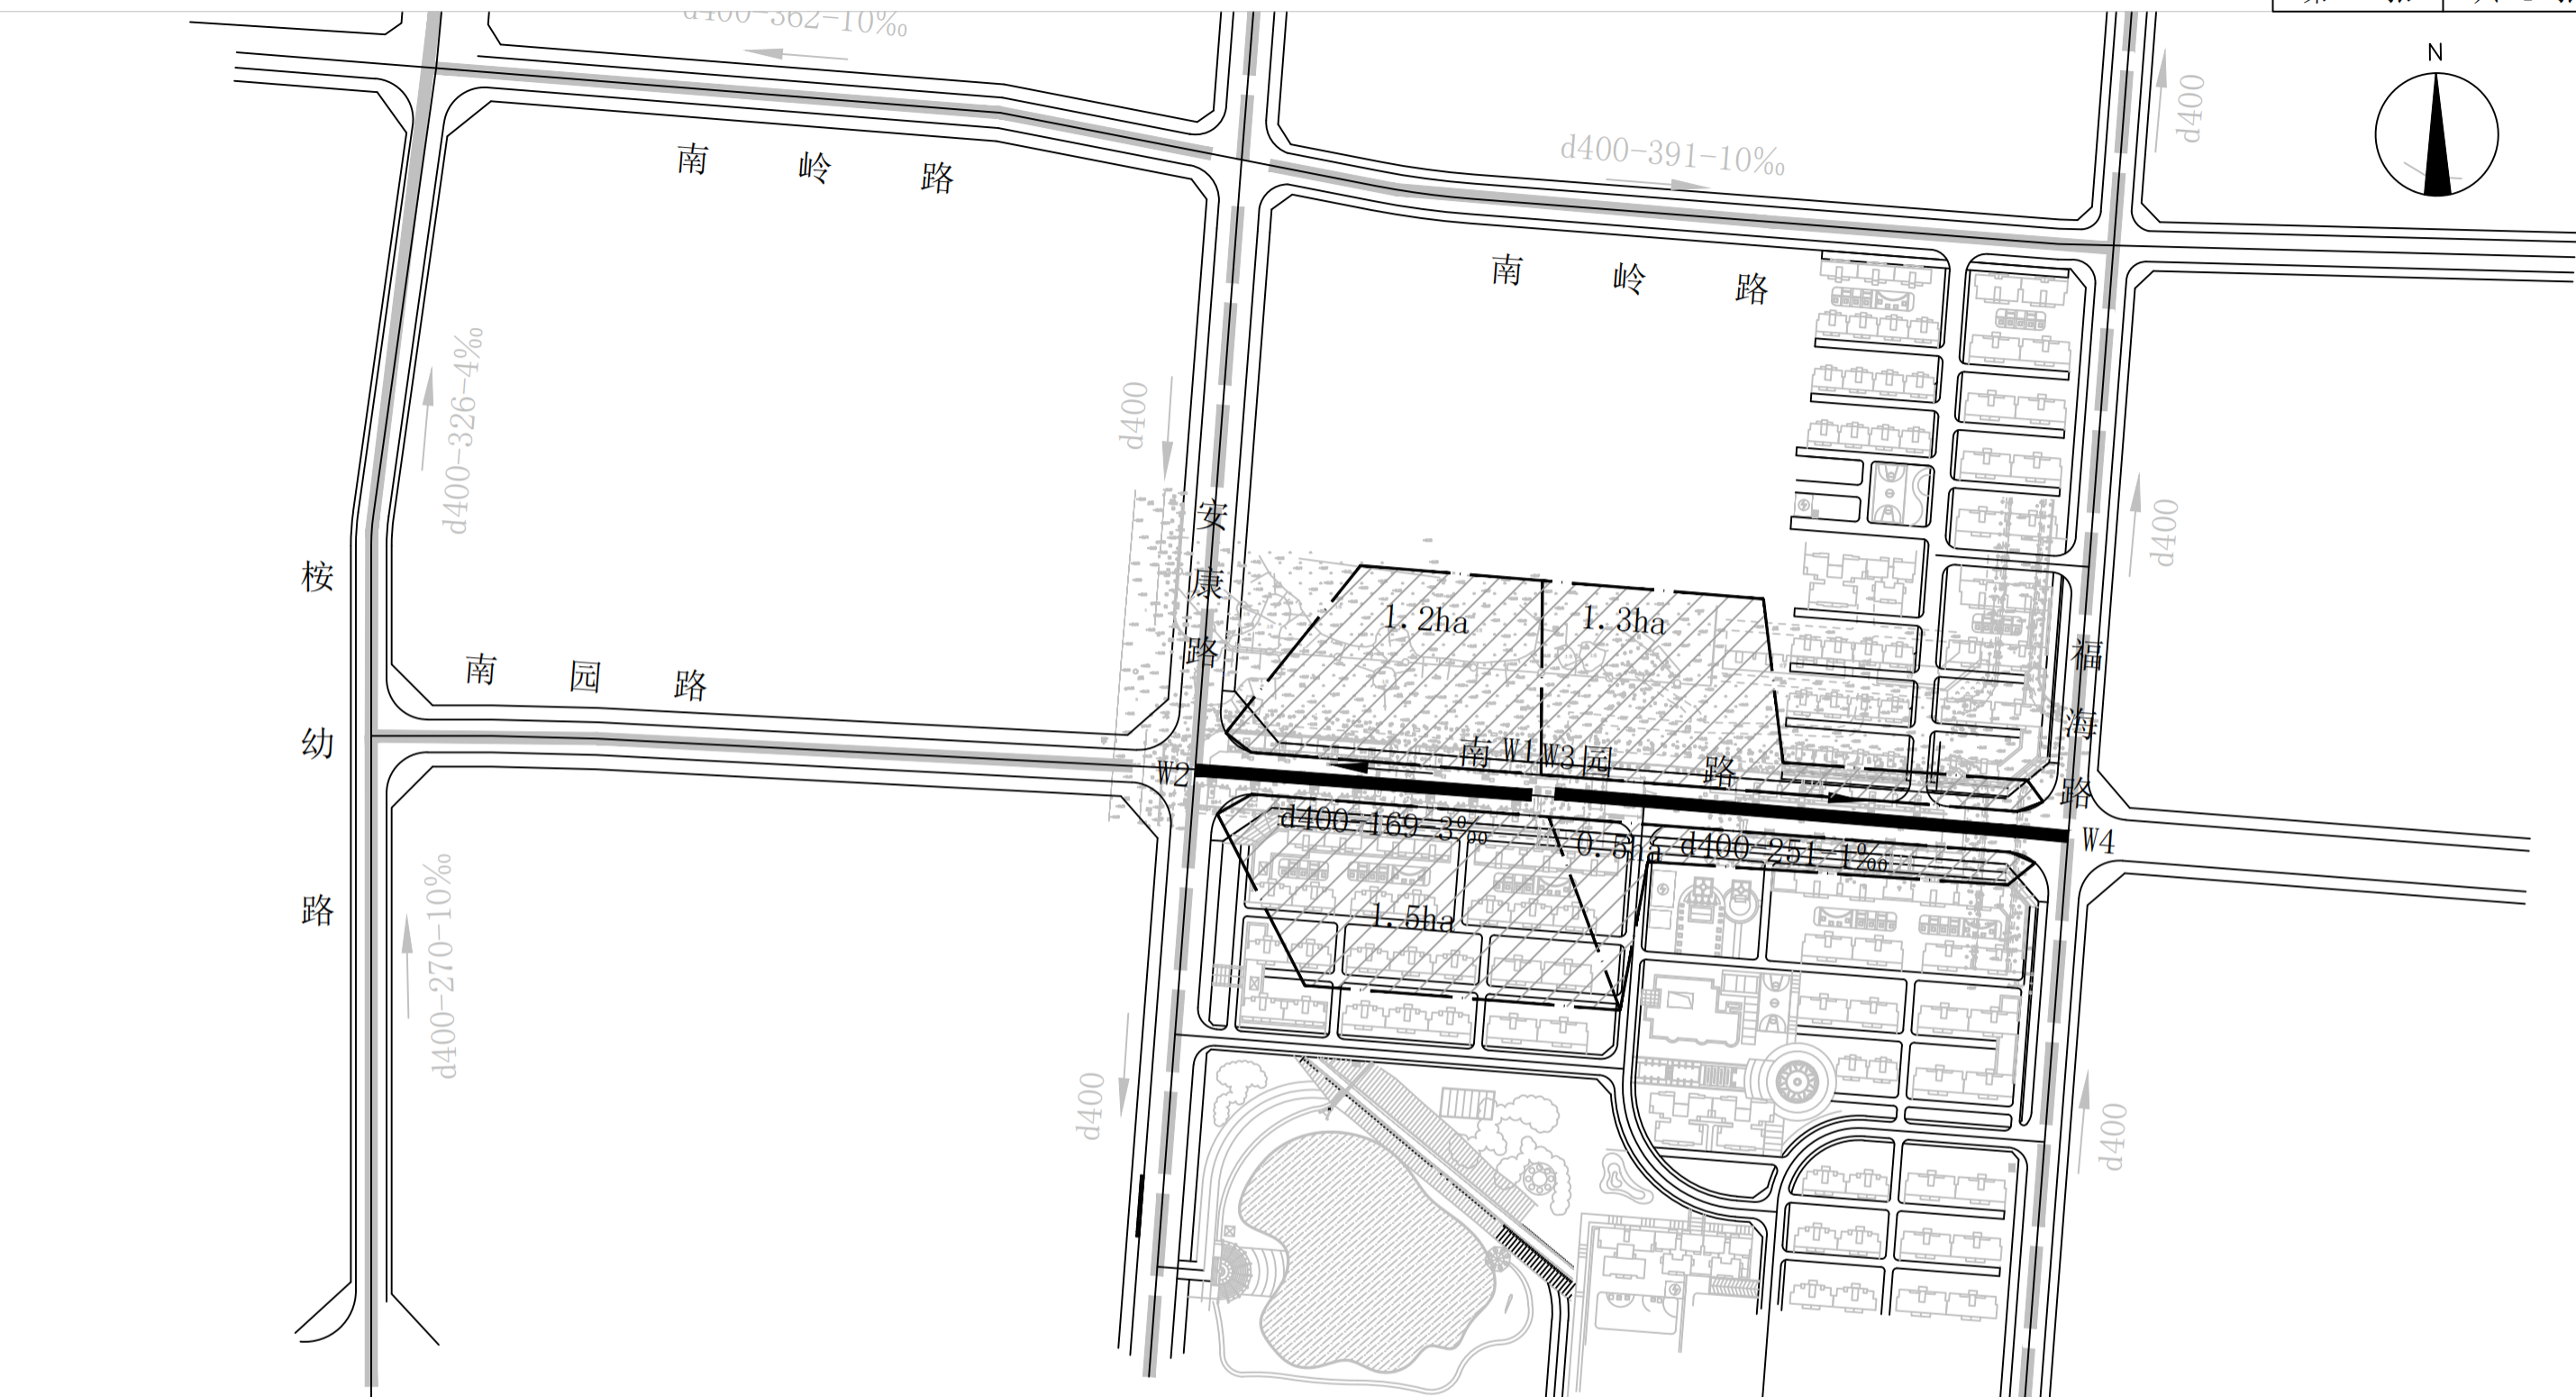 d400-362-10‰
N
d400
南岭路
d400-391-10‰
南岭路
d400-326-4‰
d400
安康路
d400
桉幼路
南园路
1.2ha
1.3ha
福海路
南园路
W1
W3
W2
W4
d400-169-3‰
0.5ha
d400-251-1‰
1.5ha
d400-270-10‰
d400
d400